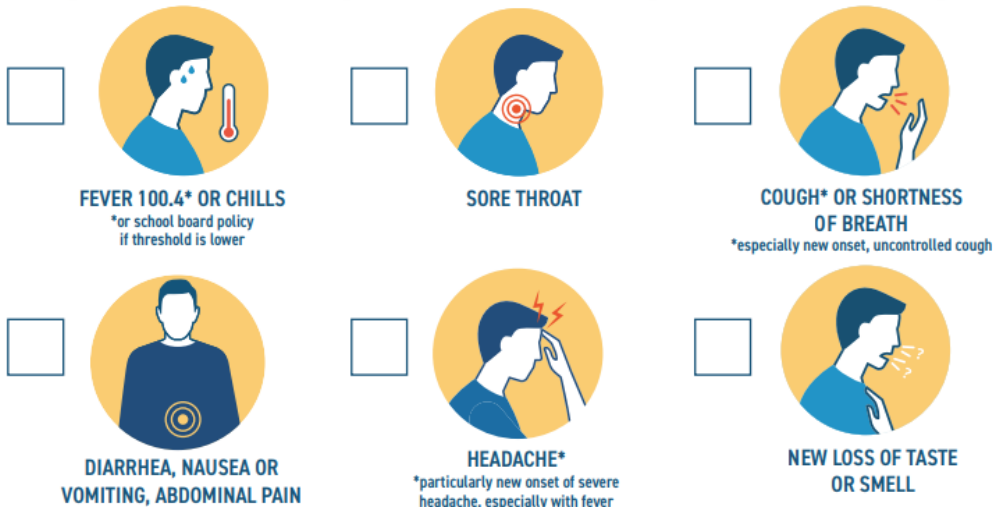 FEVER 100.4* OR CHILLS
*or school board policy
if threshold is lower
SORE THROAT
COUGH* OR SHORTNESS
OF BREATH
*especially new onset, uncontrolled cough
DIARRHEA, NAUSEA OR
VOMITING, ABDOMINAL PAIN
HEADACHE*
*particularly new onset of severe
headache, especially with fever
NEW LOSS OF TASTE
OR SMELL
? 
?